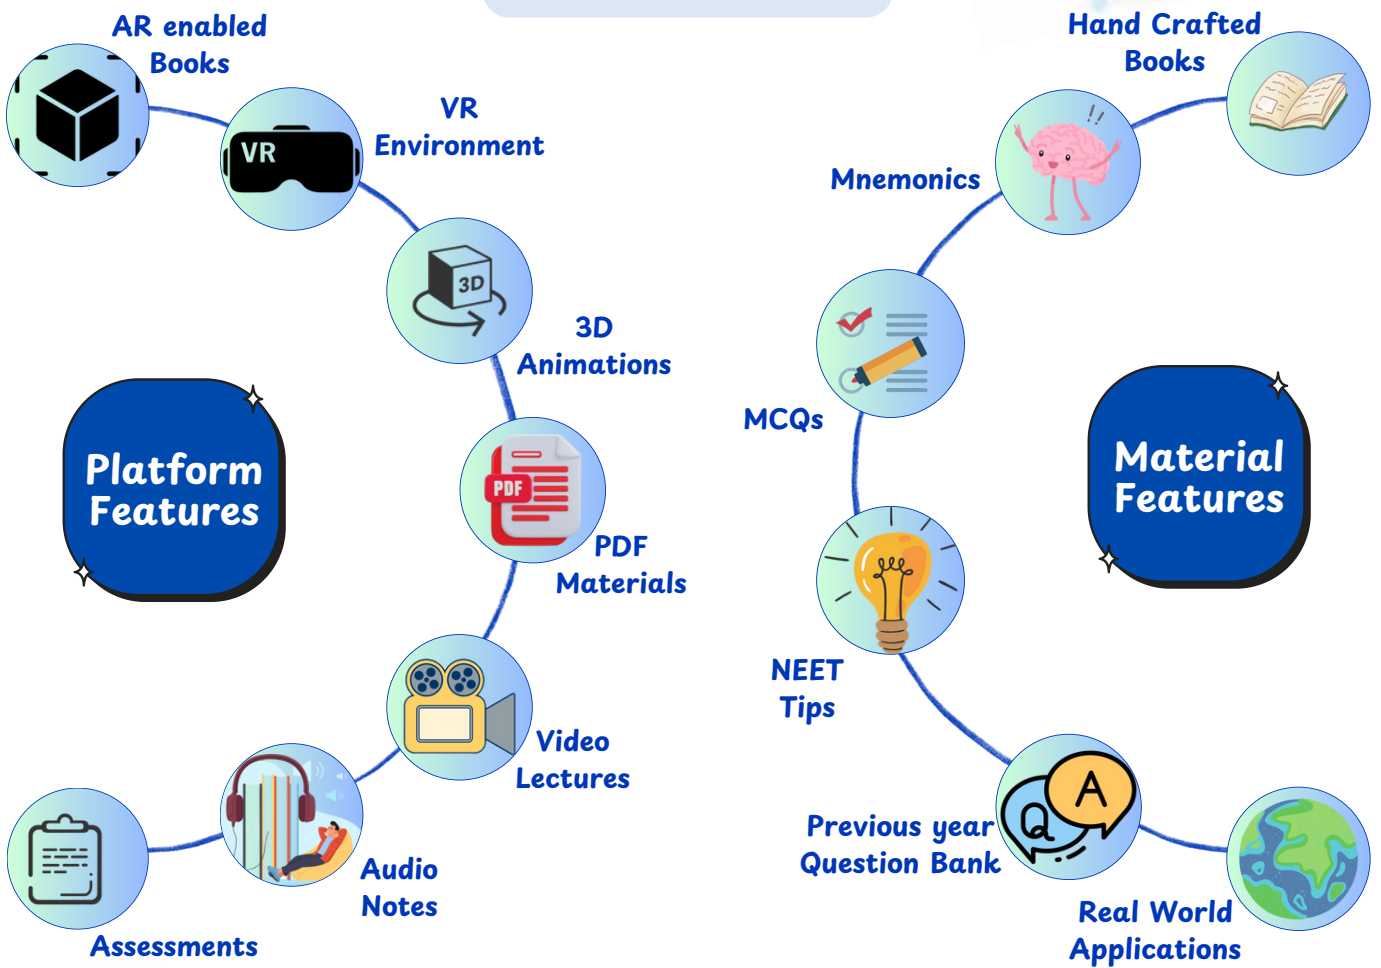 AR enabled
Books
VR
VR
Environment
3D
3D
Animations
Platform
Features
PDF
PDF
Materials
Video
Lectures
Audio
Notes
Assessments
Hand Crafted
Books
!!
Mnemonics
MCQs
Material
Features
NEET
Tips
Q
A
Previous year
Question Bank
Real World
Applications